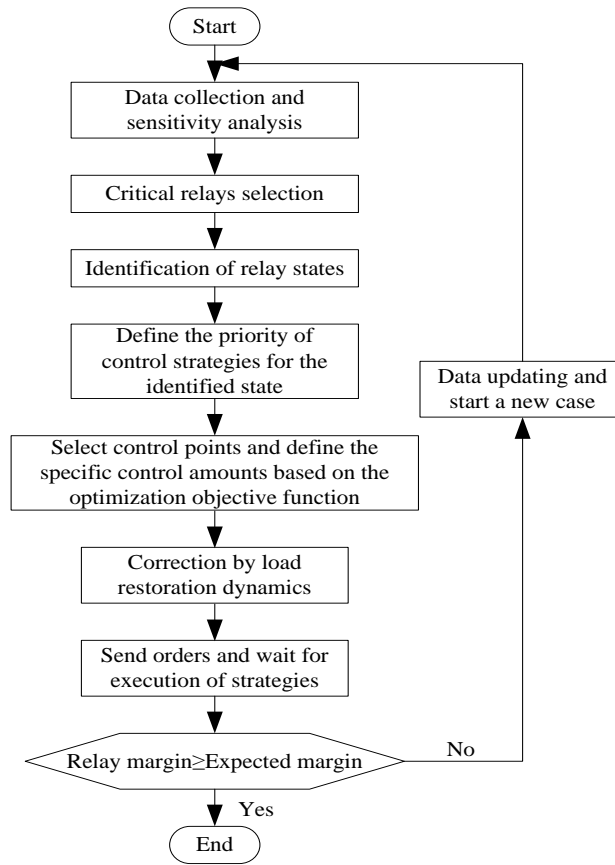 Start
Data collection and
sensitivity analysis
Critical relays selection
Identification of relay states
Define the priority of
control strategies for the
identified state
Data updating and
start a new case
Select control points and define the
specific control amounts based on the
optimization objective function
Correction by load
restoration dynamics
Send orders and wait for
execution of strategies
Relay margin≥Expected margin
No
Yes
End